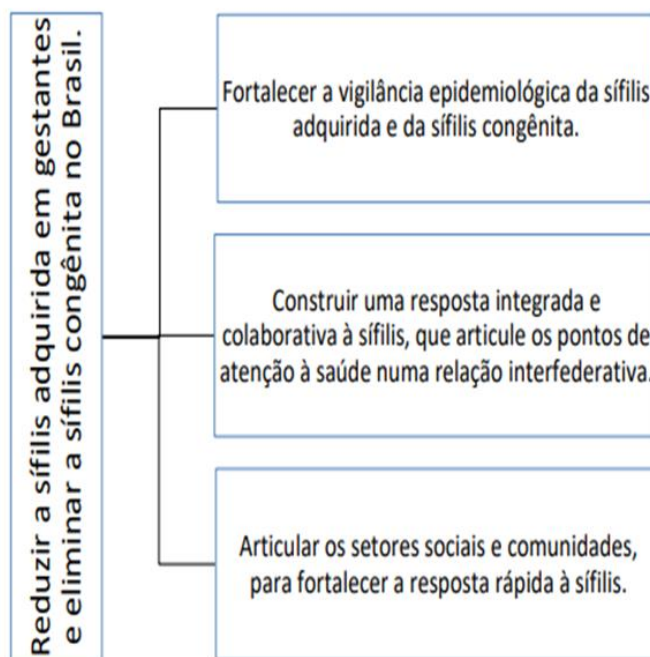 Reduzir a sífilis adquirida em gestantes
e eliminar a sífilis congênita no Brasil.
Fortalecer a vigilância epidemiológica da sífilis
adquirida e da sífilis congênita.
Construir uma resposta integrada e
colaborativa à sífilis, que articule os pontos de
atenção à saúde numa relação interfederativa.
Articular os setores sociais e comunidades,
para fortalecer a resposta rápida à sífilis.